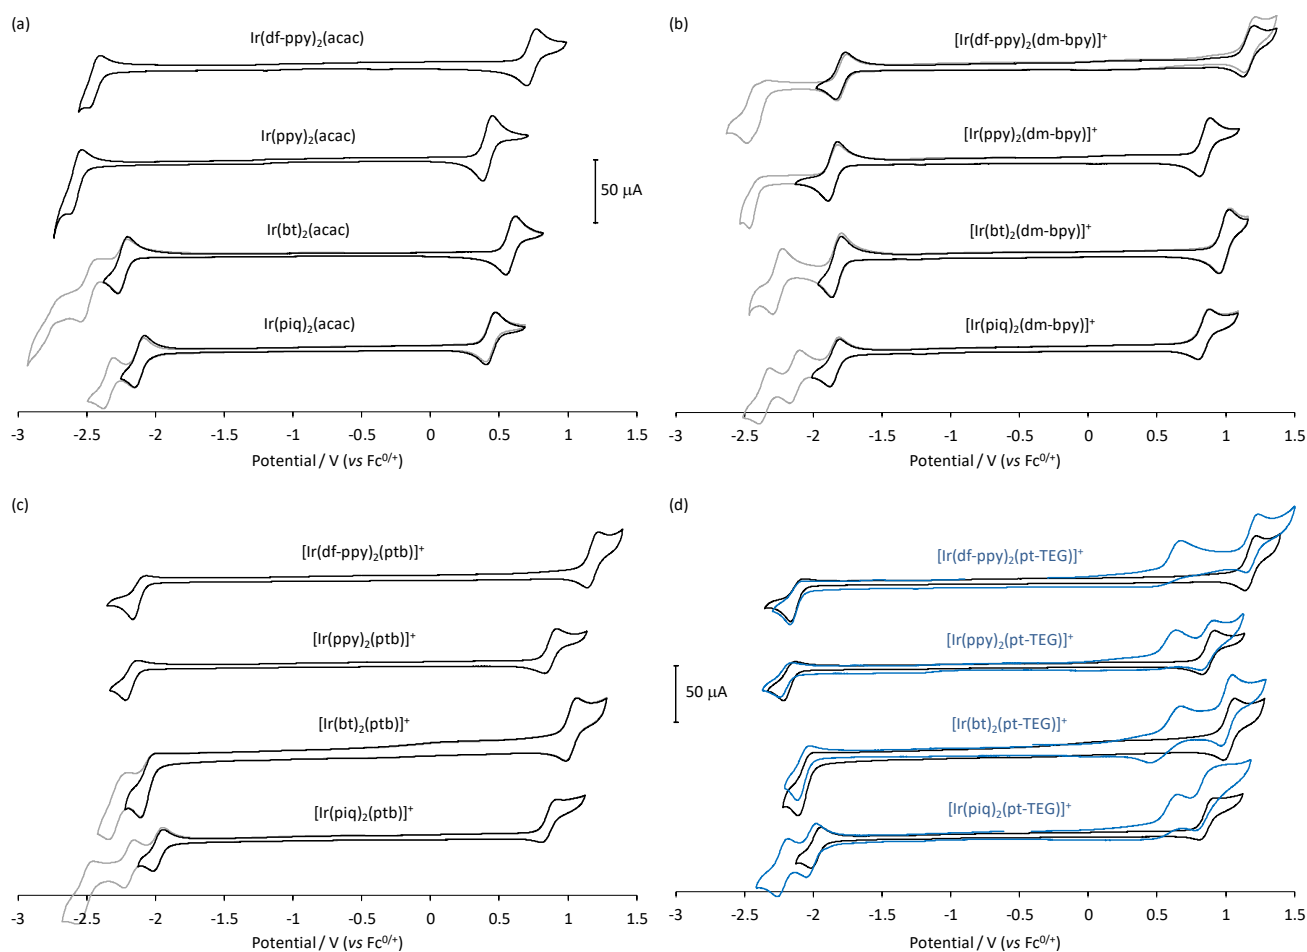 (a)
Ir(df-ppy)₂(acac)
Ir(ppy)₂(acac)
50 µA
Ir(bt)₂(acac)
Ir(piq)₂(acac)
-3 -2.5 -2 -1.5 -1 -0.5 0 0.5 1 1.5
Potential / V (vs Fc⁰/⁺)
(b)
[Ir(df-ppy)₂(dm-bpy)]⁺
[Ir(ppy)₂(dm-bpy)]⁺
[Ir(bt)₂(dm-bpy)]⁺
[Ir(piq)₂(dm-bpy)]⁺
-3 -2.5 -2 -1.5 -1 -0.5 0 0.5 1 1.5
Potential / V (vs Fc⁰/⁺)
(c)
[Ir(df-ppy)₂(ptb)]⁺
[Ir(ppy)₂(ptb)]⁺
[Ir(bt)₂(ptb)]⁺
[Ir(piq)₂(ptb)]⁺
-3 -2.5 -2 -1.5 -1 -0.5 0 0.5 1 1.5
Potential / V (vs Fc⁰/⁺)
(d)
[Ir(df-ppy)₂(pt-TEG)]⁺
[Ir(ppy)₂(pt-TEG)]⁺
50 µA
[Ir(bt)₂(pt-TEG)]⁺
[Ir(piq)₂(pt-TEG)]⁺
-3 -2.5 -2 -1.5 -1 -0.5 0 0.5 1 1.5
Potential / V (vs Fc⁰/⁺)